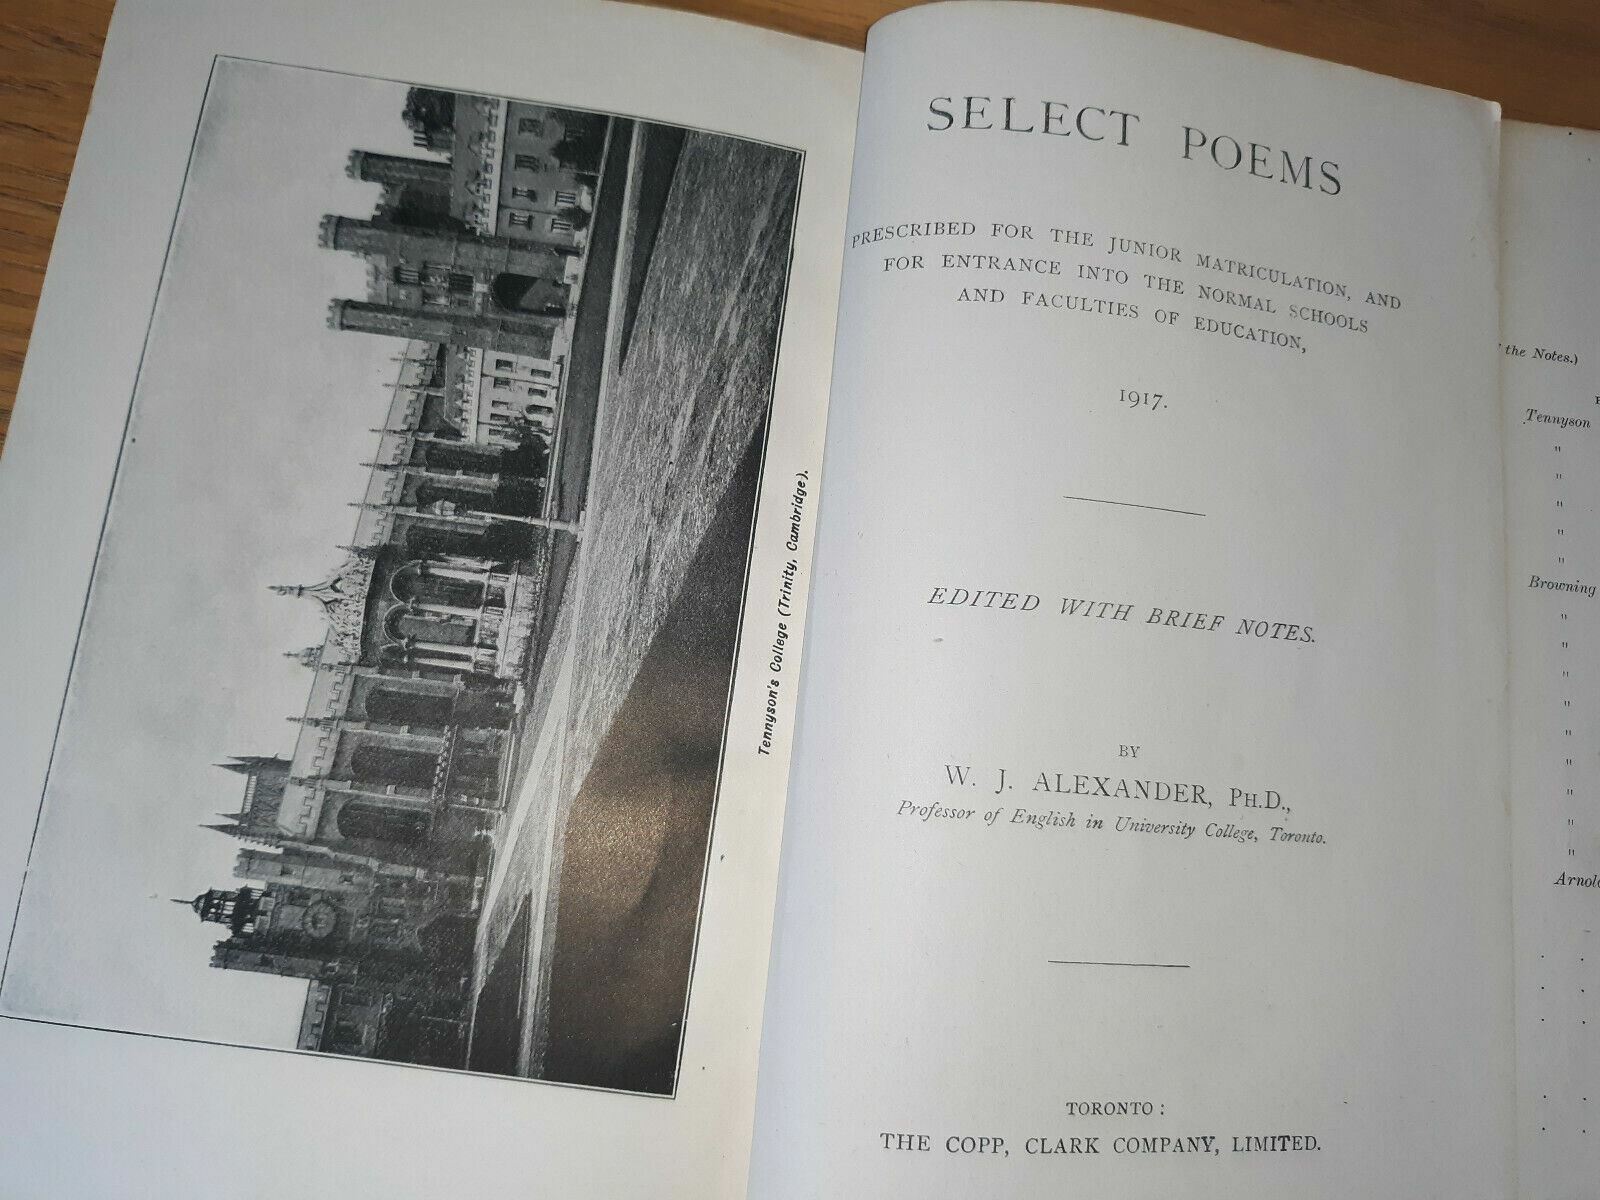 Tennyson's College (Trinity, Cambridge).
SELECT POEMS
PRESCRIBED FOR THE JUNIOR MATRICULATION, AND
FOR ENTRANCE INTO THE NORMAL SCHOOLS
AND FACULTIES OF EDUCATION,
1917.
EDITED WITH BRIEF NOTES.
BY
W. J. ALEXANDER, PH.D.,
Professor of English in University College, Toronto.
TORONTO:
THE COPP, CLARK COMPANY, LIMITED.
the Notes.)
Tennyson
"
"
"
"
"
Browning
"
"
"
"
"
"
"
"
"